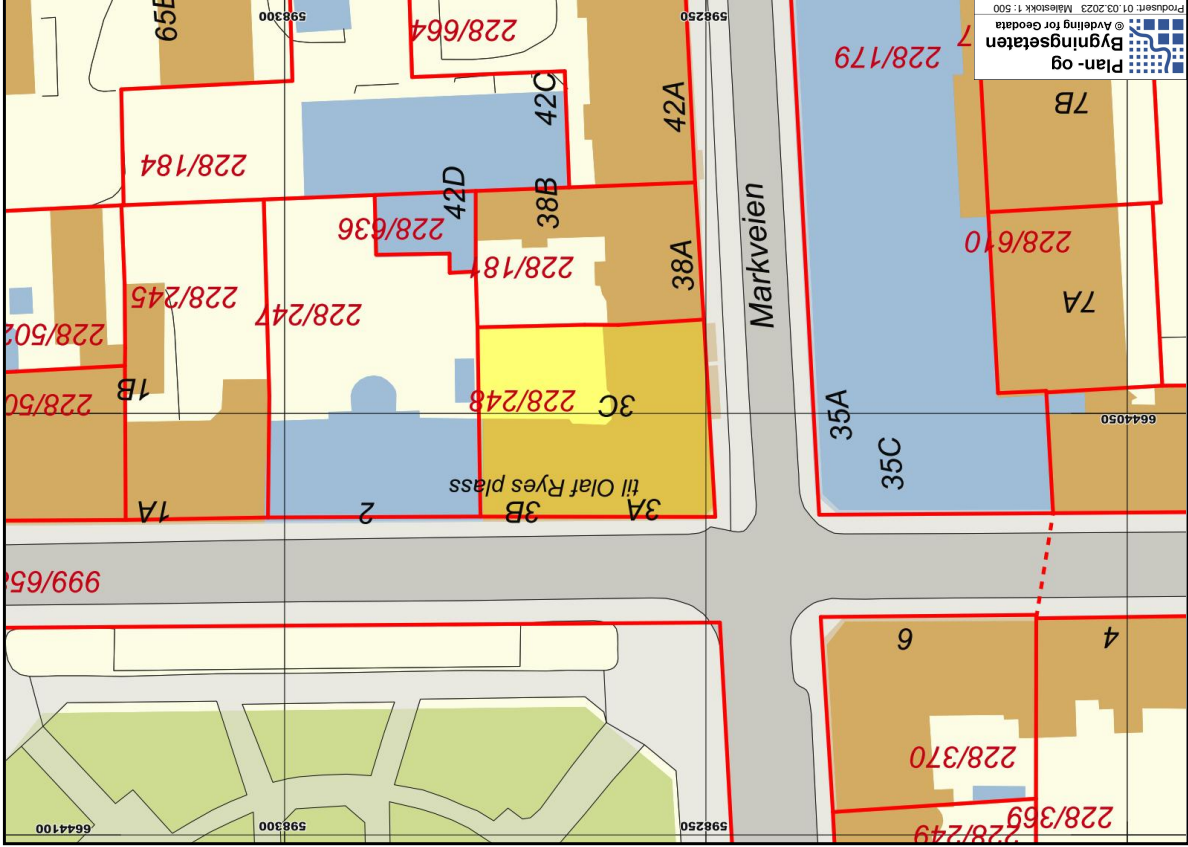 228/249
598250
598300
6644100
228/369
228/370
4
6
999/65
3A
3B
2
1A
til Olaf Ryes plass
35C
35A
6644050
3C
228/248
228/50
1B
7A
228/502
228/247
228/245
Markveien
38A
228/181
228/610
228/636
38B
42D
228/184
7B
42A
42C
228/179
228/664
65B
598250
598300
Plan- og
Bygningsetaten
© Avdeling for Geodata
Produsert: 01.03.2023 Målestokk 1: 500